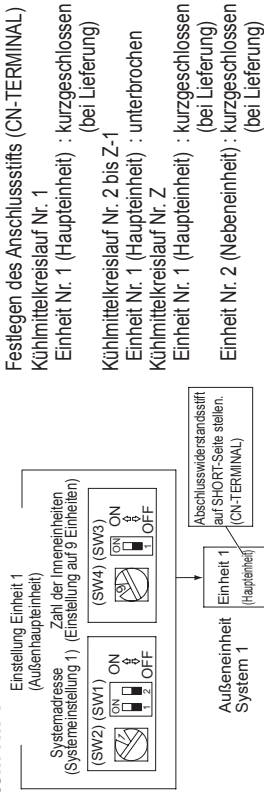 Einstellung Einheit 1
(Außenhaupteinheit)
Systemadresse
(Systemeinstellung 1)
Zahl der Inneneinheiten
(Einstellung auf 9 Einheiten)
(SW2) (SW1)
ON
1 2
ON
OFF
(SW4) (SW3)
9
ON
1
ON
OFF
Außeneinheit
System 1
Einheit 1
(Haupteinheit)
Abschlusswiderstandsstift
auf SHORT-Seite stellen.
(CN-TERMINAL)
Festlegen des Anschlussstifts (CN-TERMINAL)
Kühlmittelkreislauf Nr. 1
Einheit Nr. 1 (Haupteinheit) : kurzgeschlossen
(bei Lieferung)
Kühlmittelkreislauf Nr. 2 bis Z-1
Einheit Nr. 1 (Haupteinheit) : unterbrochen
Kühlmittelkreislauf Nr. Z
Einheit Nr. 1 (Haupteinheit) : kurzgeschlossen
(bei Lieferung)
Einheit Nr. 2 (Nebeneinheit) : kurzgeschlossen
(bei Lieferung)